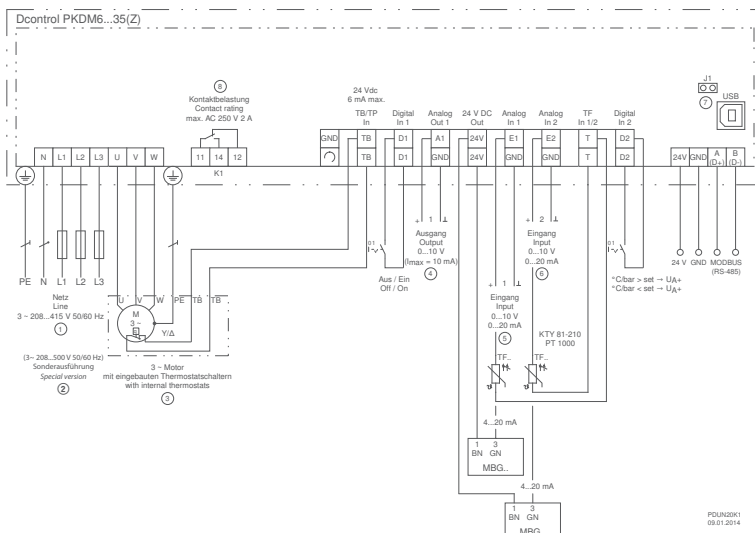 Dcontrol PKDM6...35(Z)
J1
USB
7
8
Kontaktbelastung
Contact rating
max. AC 250 V 2 A
24 Vdc
6 mA max.
TB/TP
In
Digital
In 1
Analog
Out 1
24 V DC
Out
Analog
In 1
Analog
In 2
TF
In 1/2
Digital
In 2
GND TB D1 A1 24V E1 E2 T D2
TB D1 GND 24V GND GND T D2
N L1 L2 L3 U V W
11 14 12
K1
24V GND A (D+) B (D-)
+ 1 ⊥
+ 2 ⊥
Ausgang
Output
0...10 V
(Imax = 10 mA)
4
Eingang
Input
0...10 V
0...20 mA
6
0 1
Aus / Ein
Off / On
0 1
°C/bar > set → UA+
°C/bar < set → UA+
24 V GND MODBUS
(RS-485)
PE N L1 L2 L3
Netz
Line
3 ~ 208...415 V 50/60 Hz
1
(3~ 208...500 V 50/60 Hz)
Sonderausführung
Special version
2
U V W PE TB TB
M
3 ~
Y/Δ
3 ~ Motor
mit eingebauten Thermostatschaltern
with internal thermostats
3
+ 1 ⊥
Eingang
Input
0...10 V
0...20 mA
5
KTY 81-210
PT 1000
TF..
TF..
4...20 mA
1 3
BN GN
MBG..
4...20 mA
1 3
BN GN
MBG..
PDUN20K1
09.01.2014